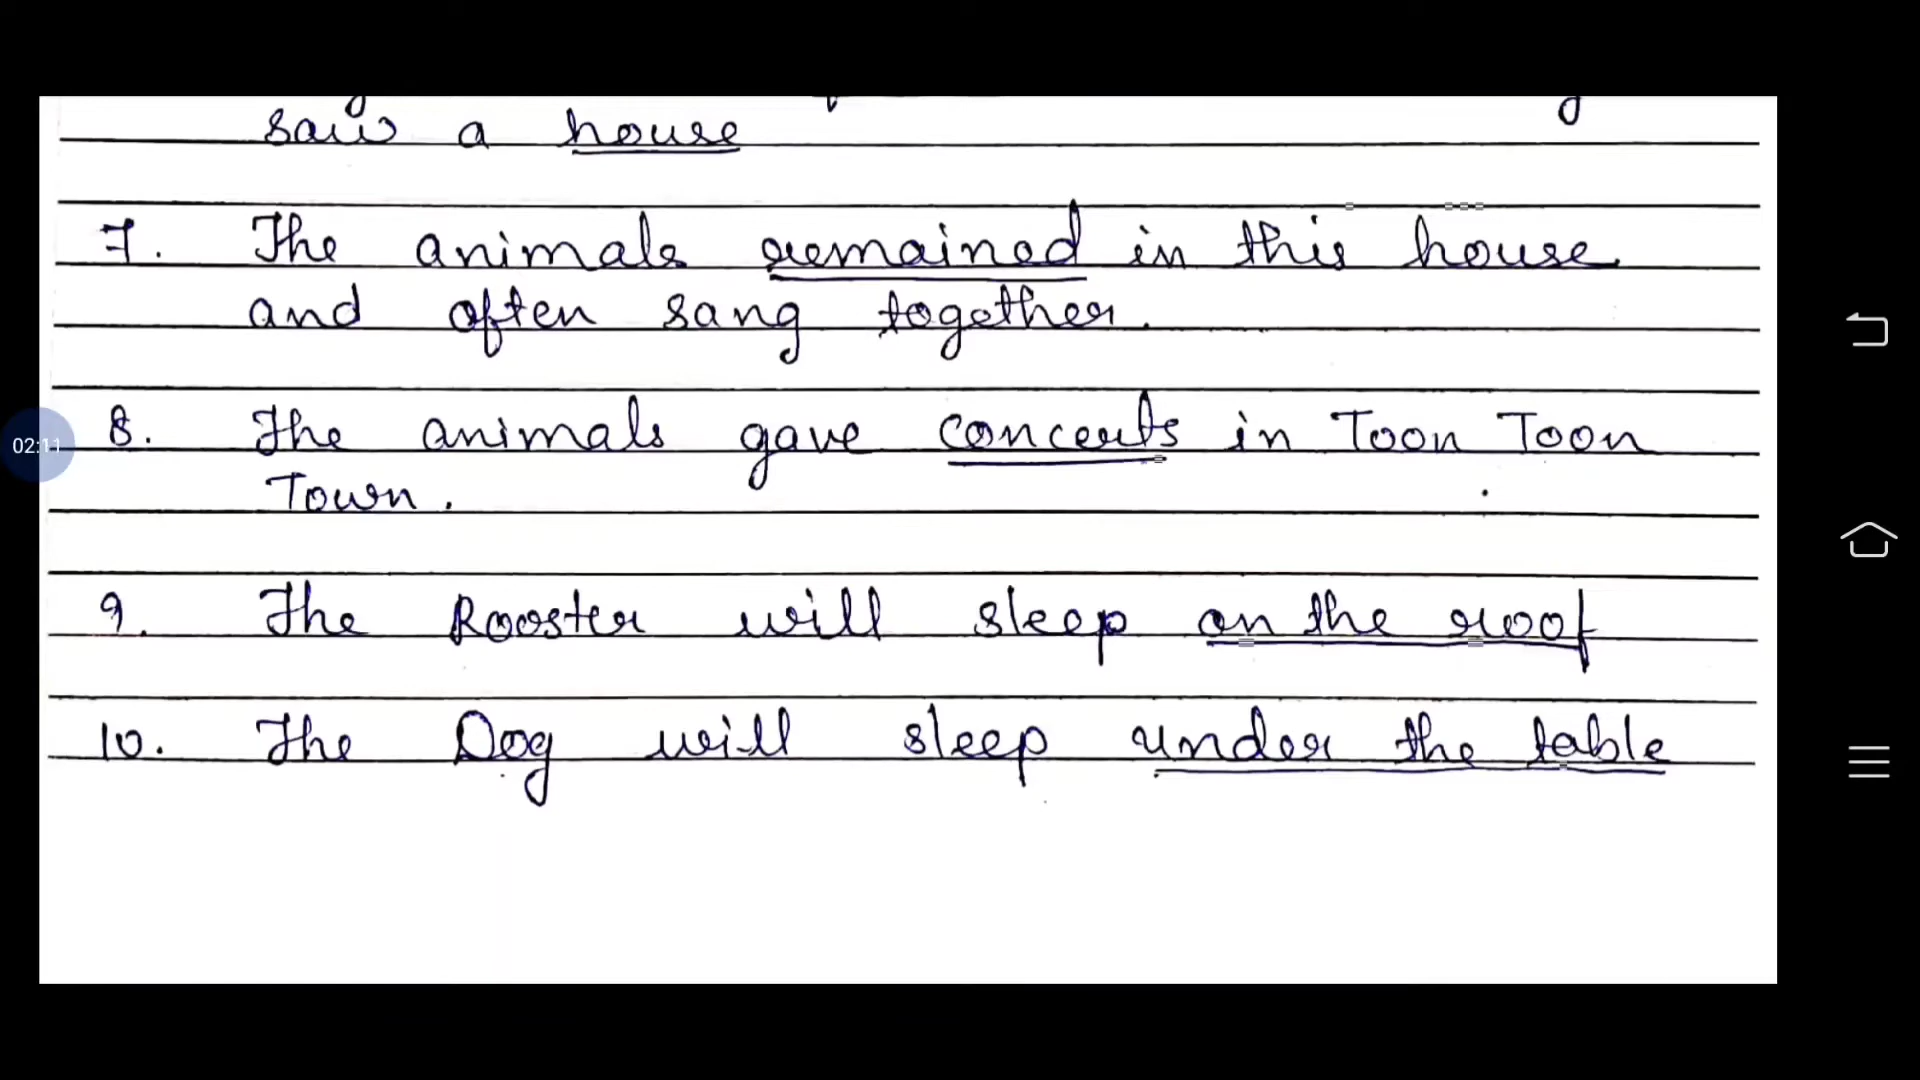 saw a house
7. The animals remained in this house
and often sang together.
02:11
8. The animals gave concerts in Toon Toon
Town.
9. The Rooster will sleep on the roof
10. The Dog will sleep under the table